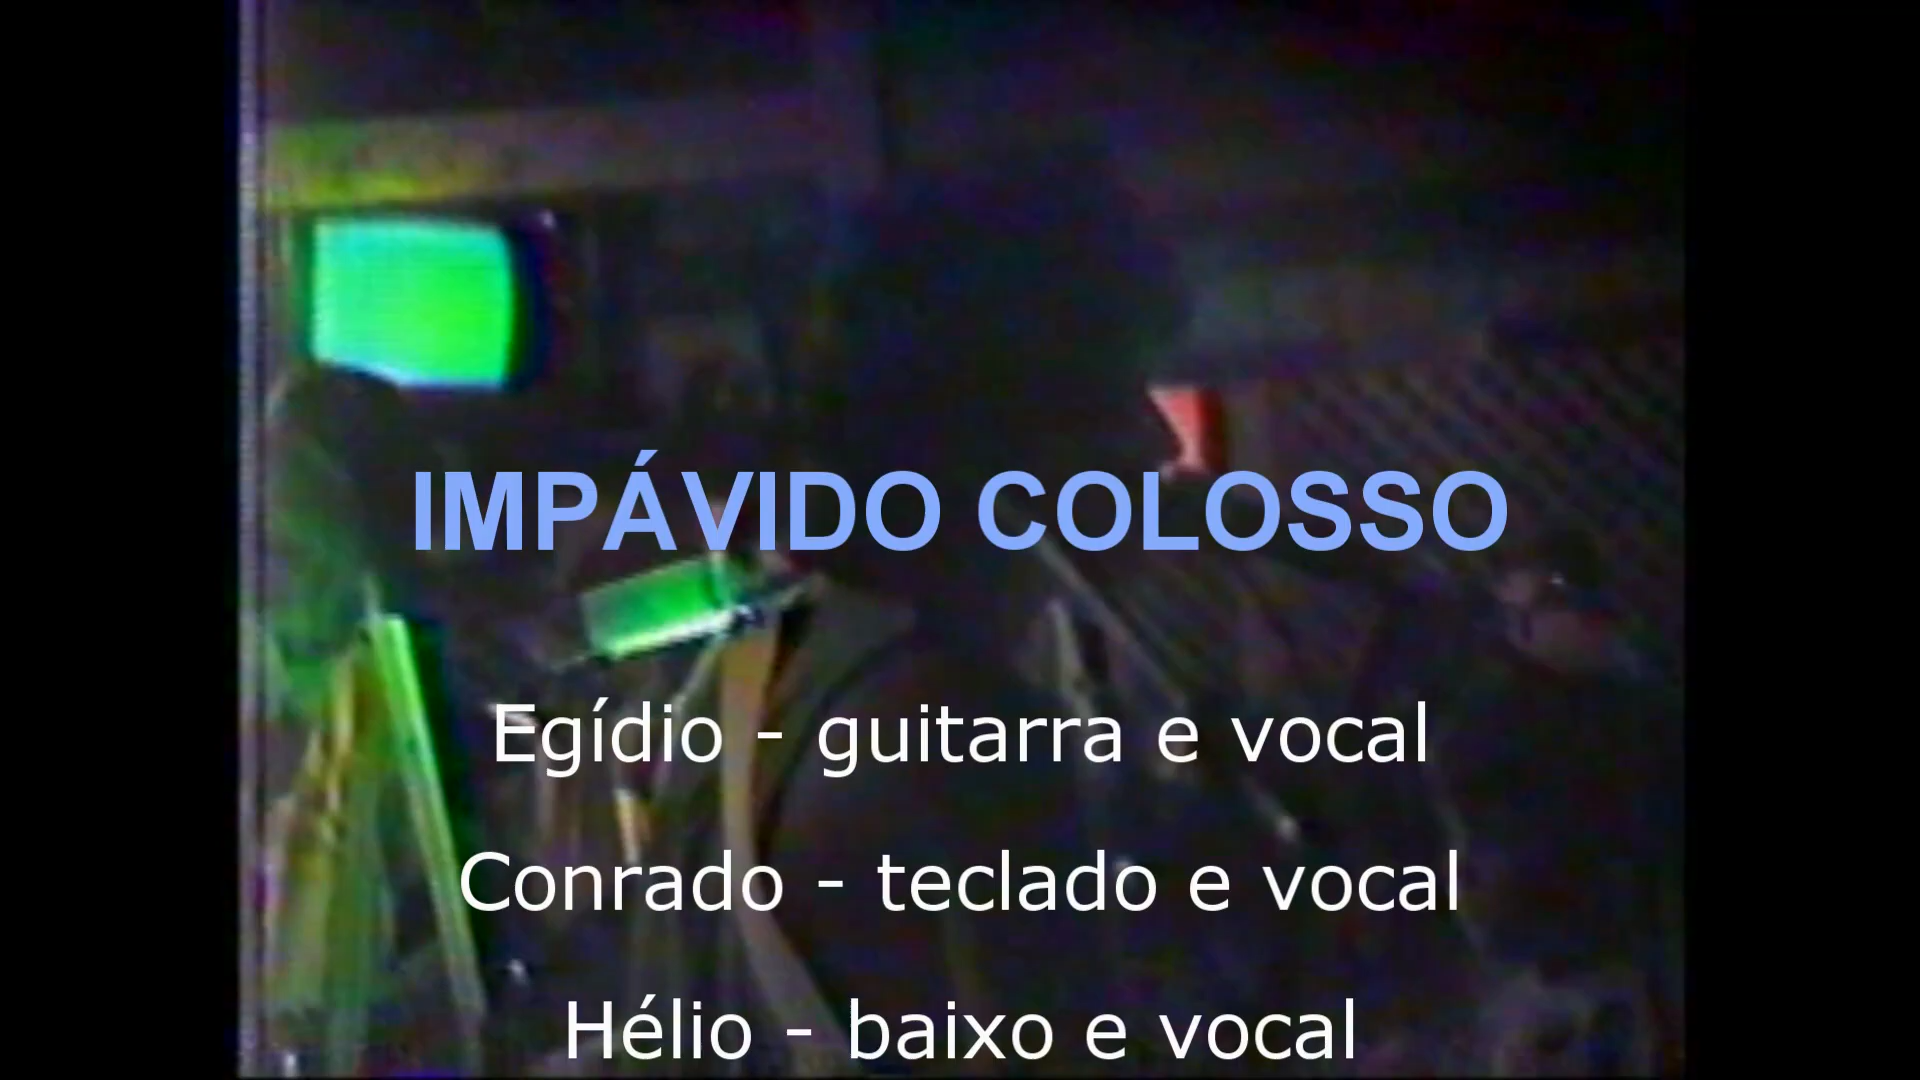 IMPÁVIDO COLOSSO
Egídio - guitarra e vocal
Conrado - teclado e vocal
Hélio - baixo e vocal